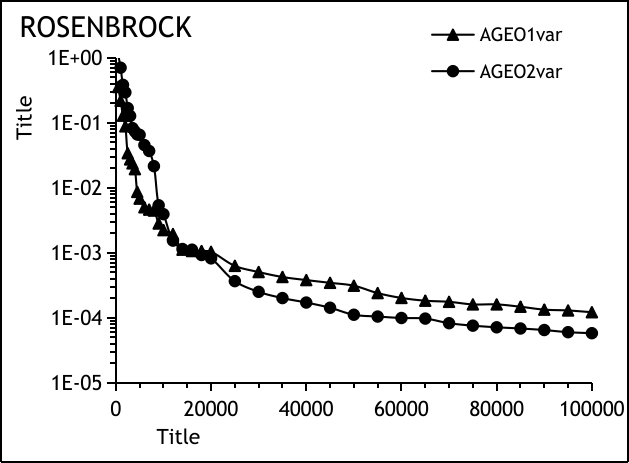 ROSENBROCK
AGEO1var
AGEO2var
1E+00
1E-01
1E-02
1E-03
1E-04
1E-05
Title
0 20000 40000 60000 80000 100000
Title